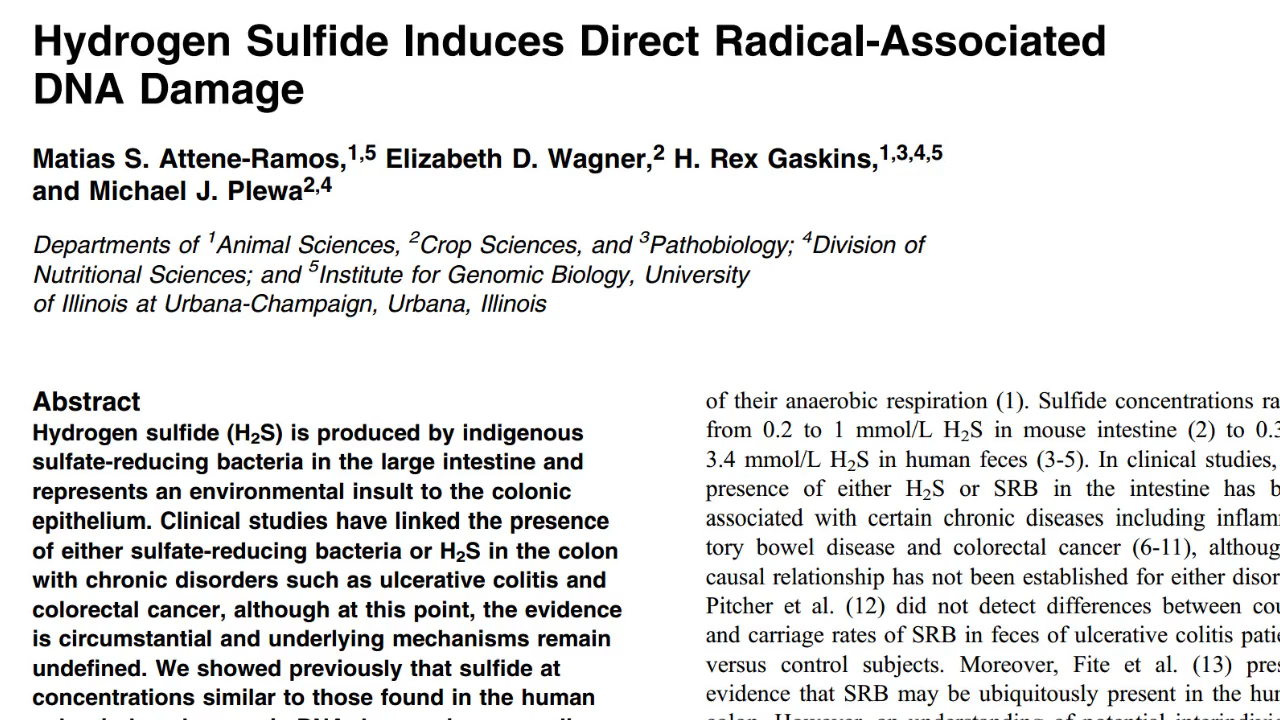 Hydrogen Sulfide Induces Direct Radical-Associated
DNA Damage
Matias S. Attene-Ramos,1,5 Elizabeth D. Wagner,2 H. Rex Gaskins,1,3,4,5
and Michael J. Plewa2,4
Departments of 1Animal Sciences, 2Crop Sciences, and 3Pathobiology; 4Division of
Nutritional Sciences; and 5Institute for Genomic Biology, University
of Illinois at Urbana-Champaign, Urbana, Illinois
Abstract
Hydrogen sulfide (H2S) is produced by indigenous
sulfate-reducing bacteria in the large intestine and
represents an environmental insult to the colonic
epithelium. Clinical studies have linked the presence
of either sulfate-reducing bacteria or H2S in the colon
with chronic disorders such as ulcerative colitis and
colorectal cancer, although at this point, the evidence
is circumstantial and underlying mechanisms remain
undefined. We showed previously that sulfide at
concentrations similar to those found in the human
of their anaerobic respiration (1). Sulfide concentrations ra
from 0.2 to 1 mmol/L H2S in mouse intestine (2) to 0.3
3.4 mmol/L H2S in human feces (3-5). In clinical studies,
presence of either H2S or SRB in the intestine has b
associated with certain chronic diseases including inflam
tory bowel disease and colorectal cancer (6-11), althoug
causal relationship has not been established for either disor
Pitcher et al. (12) did not detect differences between cou
and carriage rates of SRB in feces of ulcerative colitis patie
versus control subjects. Moreover, Fite et al. (13) pres
evidence that SRB may be ubiquitously present in the hum